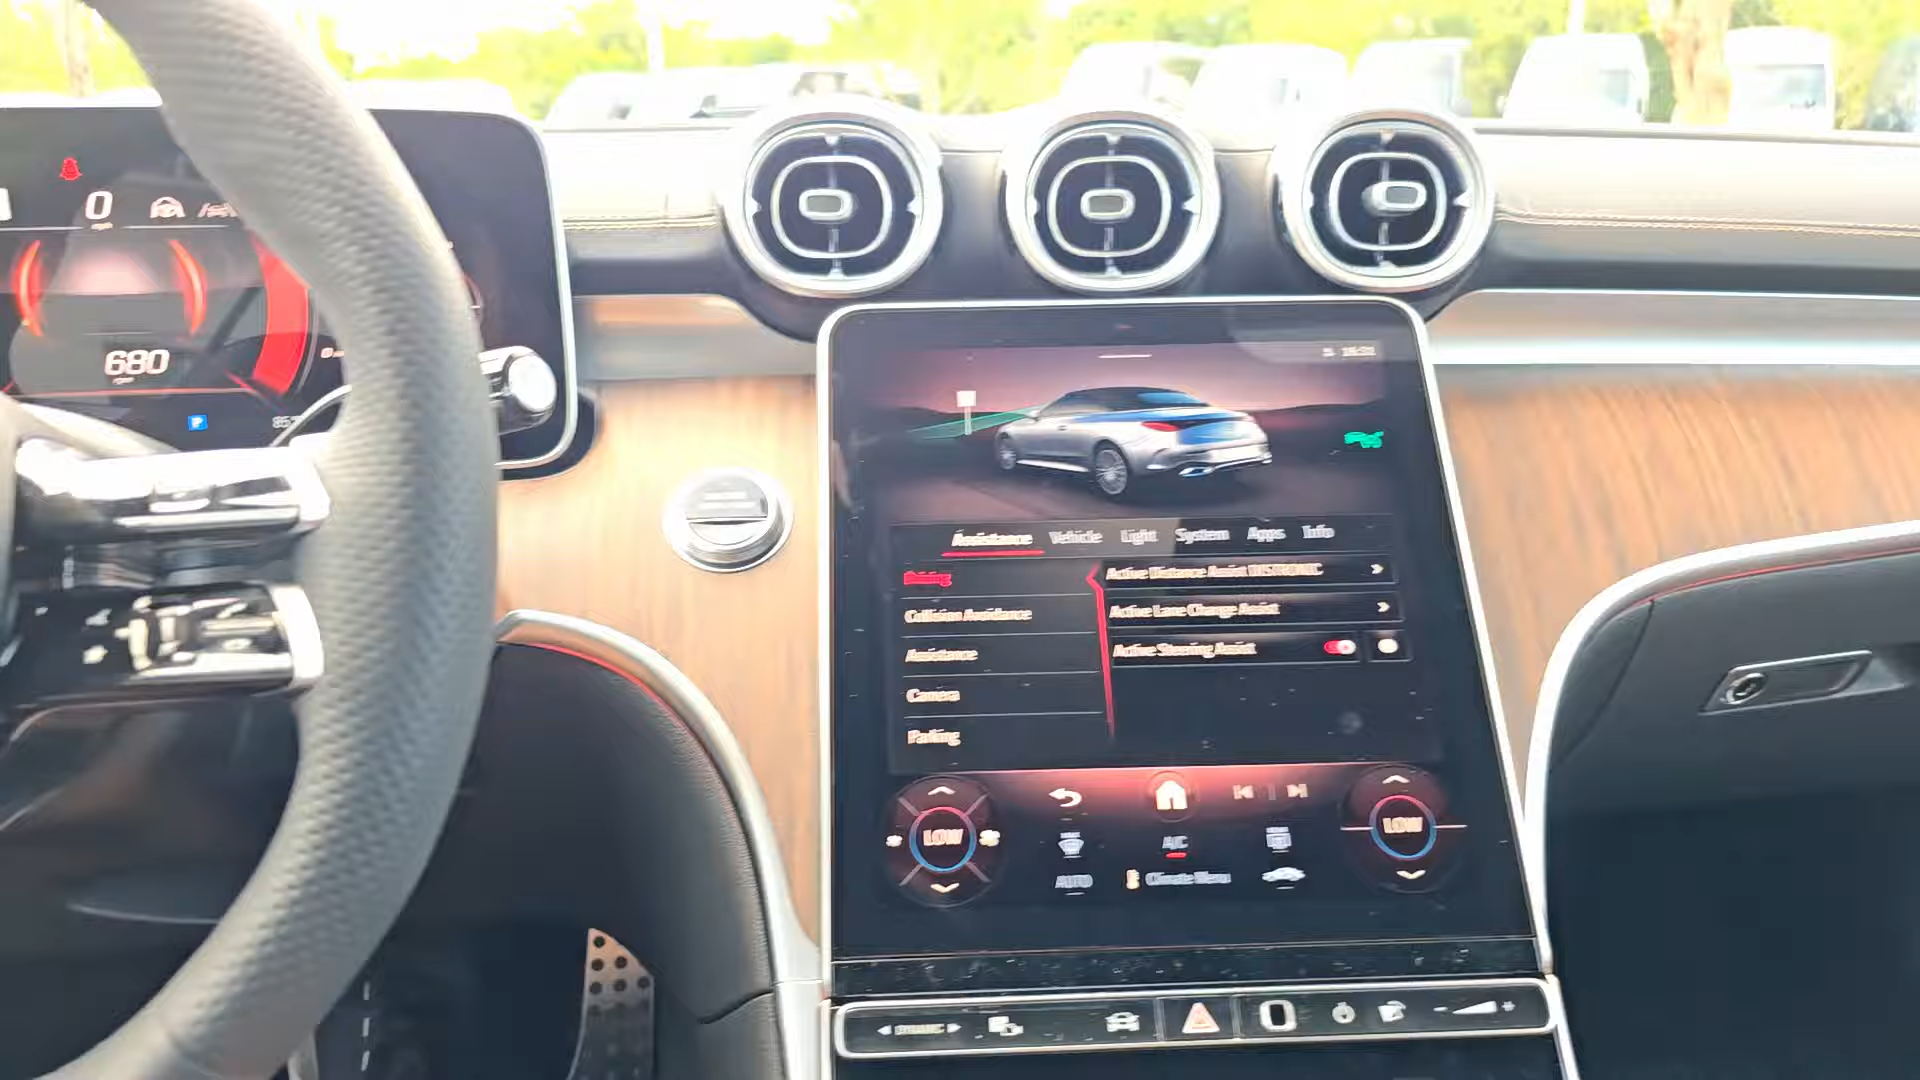 0
680
P
Assistance Vehicle Light System Apps Info
Driving
Active Distance Assist DISTRONIC
Collision Avoidance
Active Lane Change Assist
Assistance
Active Steering Assist
Camera
Parking
LOW
LOW
A/C
AUTO
Climate Menu
DYNAMIC